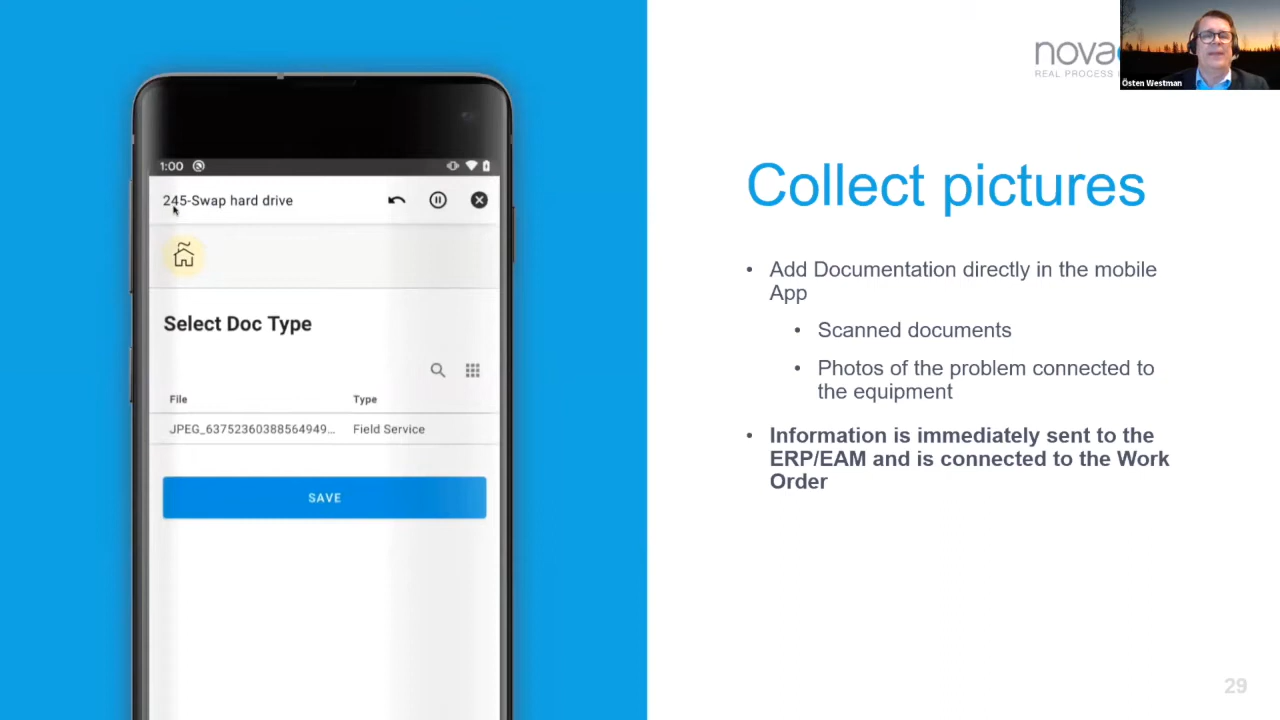 1:00
245-Swap hard drive
Select Doc Type
File Type
JPEG_63752360388564949... Field Service
SAVE
nova
REAL PROCESS
Östen Westman
Collect pictures
• Add Documentation directly in the mobile
App
• Scanned documents
• Photos of the problem connected to
the equipment
• Information is immediately sent to the
ERP/EAM and is connected to the Work
Order
29